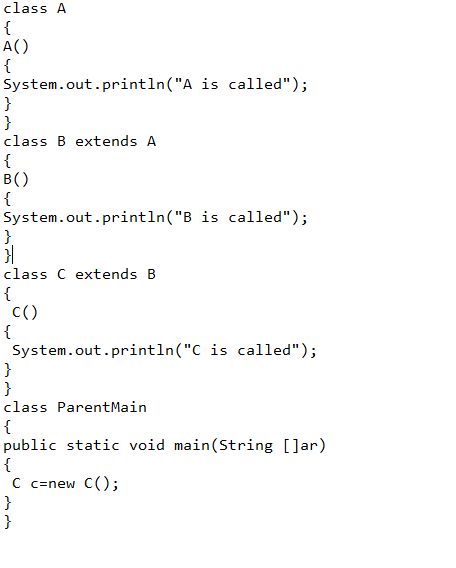 class A
{
A()
{
System.out.println("A is called");
}
}
class B extends A
{
B()
{
System.out.println("B is called");
}
}
class C extends B
{
 C()
{
 System.out.println("C is called");
}
}
class ParentMain
{
public static void main(String []ar)
{
 C c=new C();
}
}